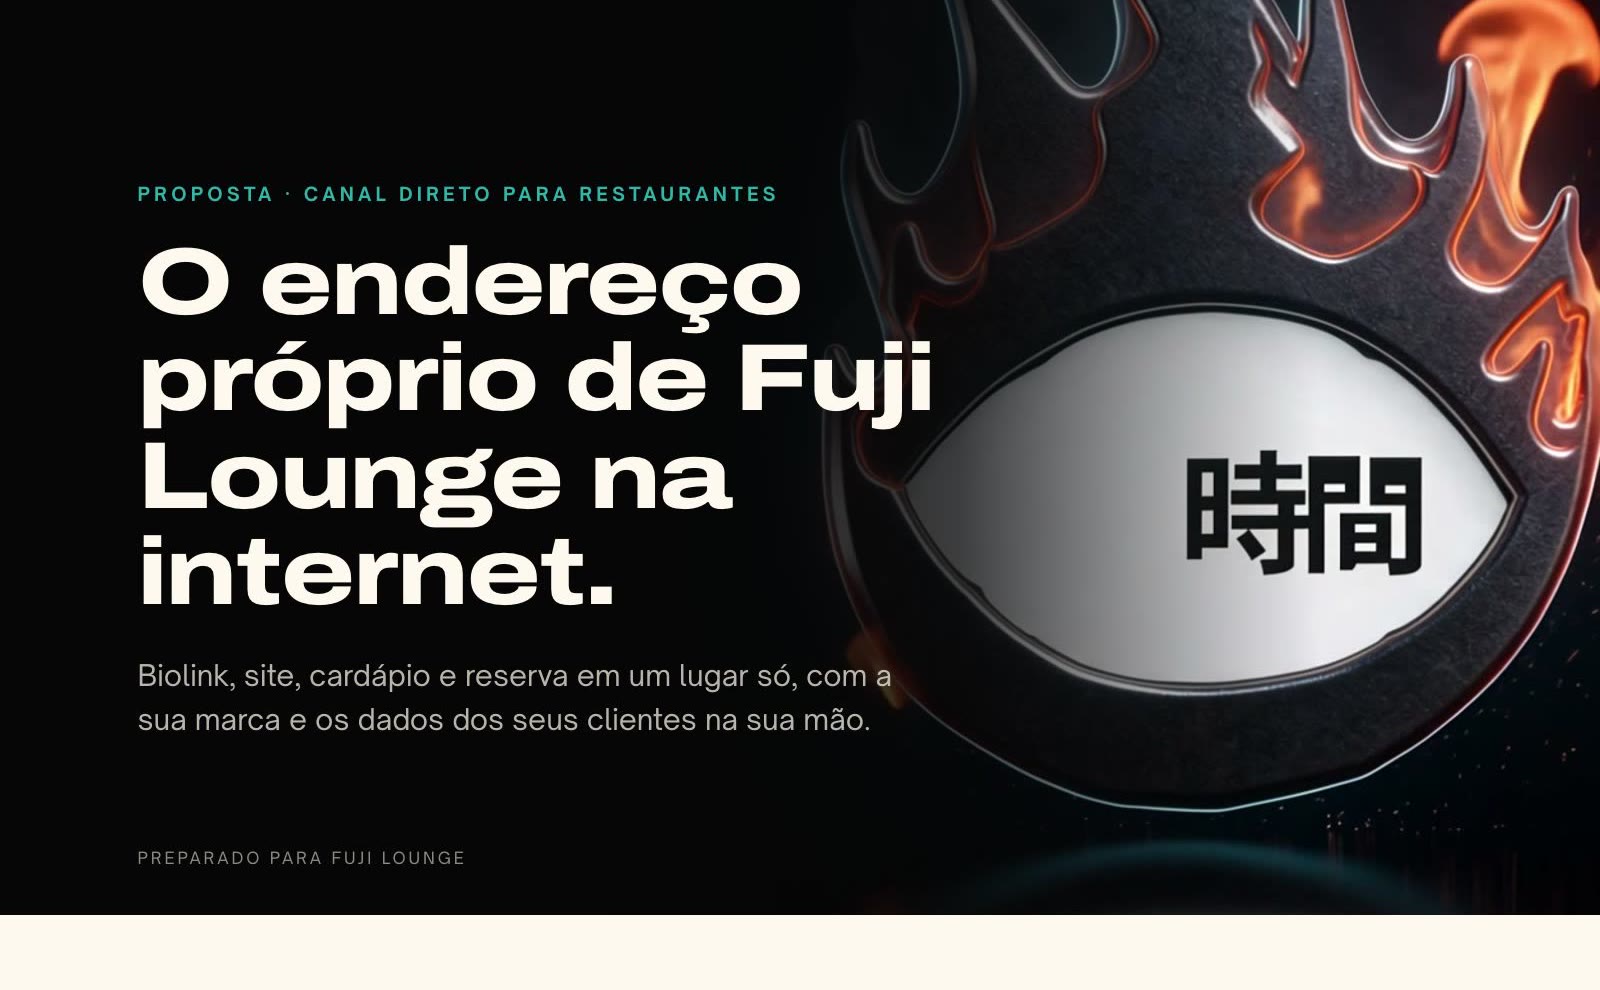 PROPOSTA · CANAL DIRETO PARA RESTAURANTES
O endereço
próprio de Fuji
Lounge na
internet.
時間
Biolink, site, cardápio e reserva em um lugar só, com a
sua marca e os dados dos seus clientes na sua mão.
PREPARADO PARA FUJI LOUNGE